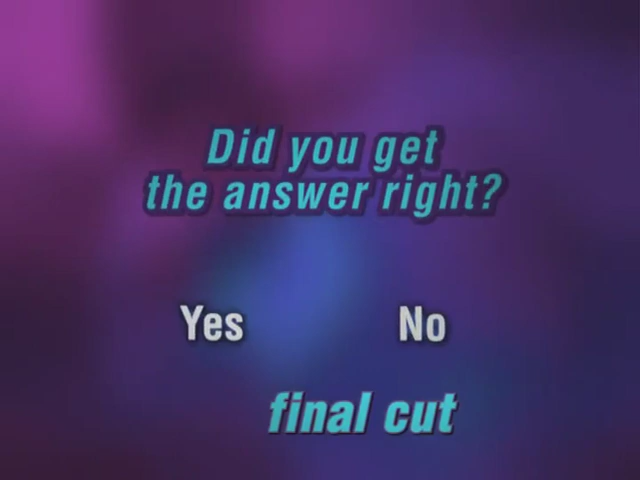 Did you get
the answer right?
Yes No
final cut